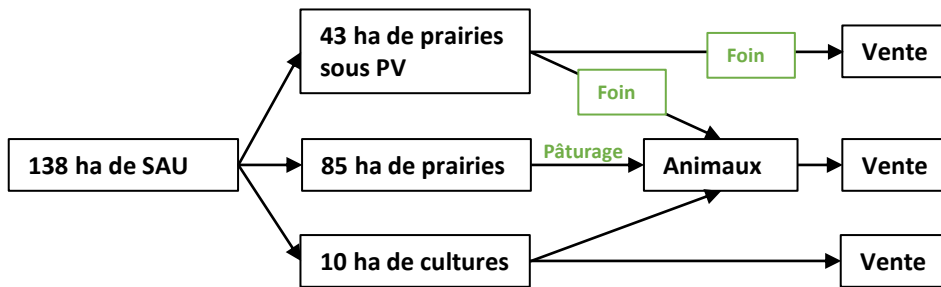 43 ha de prairies
sous PV
Foin
Vente
Foin
138 ha de SAU
85 ha de prairies
Pâturage
Animaux
Vente
10 ha de cultures
Vente